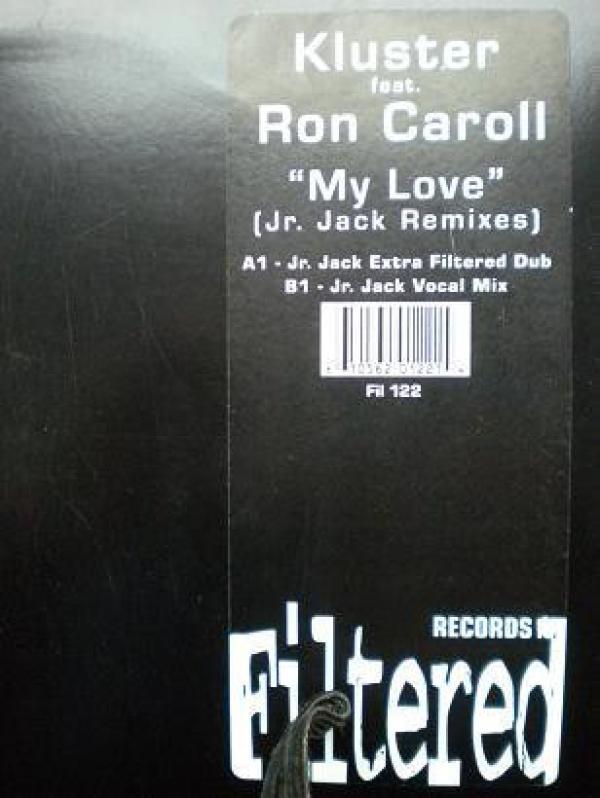 Kluster
feat.
Ron Caroll
"My Love"
(Jr. Jack Remixes)
A1 - Jr. Jack Extra Filtered Dub
B1 - Jr. Jack Vocal Mix
Fil 122
RECORDS
Filtered